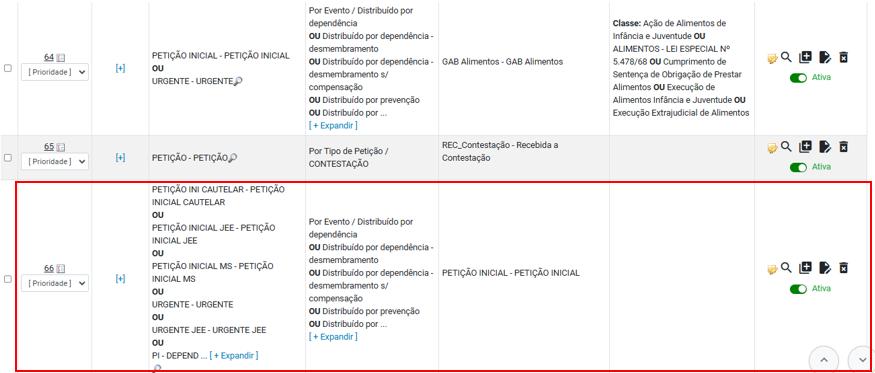 64
[ Prioridade ]
[+]
PETIÇÃO INICIAL - PETIÇÃO INICIAL
OU
URGENTE - URGENTE
Por Evento / Distribuído por
dependência
OU Distribuído por dependência -
desmembramento
OU Distribuído por dependência -
desmembramento s/
compensação
OU Distribuído por prevenção
OU Distribuído por ...
[ + Expandir ]
GAB Alimentos - GAB Alimentos
Classe: Ação de Alimentos de
Infância e Juventude OU
ALIMENTOS - LEI ESPECIAL Nº
5.478/68 OU Cumprimento de
Sentença de Obrigação de Prestar
Alimentos OU Execução de
Alimentos Infância e Juventude OU
Execução Extrajudicial de Alimentos
Ativa
65
[ Prioridade ]
[+]
PETIÇÃO - PETIÇÃO
Por Tipo de Petição /
CONTESTAÇÃO
REC_Contestação - Recebida a
Contestação
Ativa
66
[ Prioridade ]
[+]
PETIÇÃO INI CAUTELAR - PETIÇÃO
INICIAL CAUTELAR
OU
PETIÇÃO INICIAL JEE - PETIÇÃO
INICIAL JEE
OU
PETIÇÃO INICIAL MS - PETIÇÃO
INICIAL MS
OU
URGENTE - URGENTE
OU
URGENTE JEE - URGENTE JEE
OU
PI - DEPEND ... [ + Expandir ]
Por Evento / Distribuído por
dependência
OU Distribuído por dependência -
desmembramento
OU Distribuído por dependência -
desmembramento s/
compensação
OU Distribuído por prevenção
OU Distribuído por ...
[ + Expandir ]
PETIÇÃO INICIAL - PETIÇÃO INICIAL
Ativa